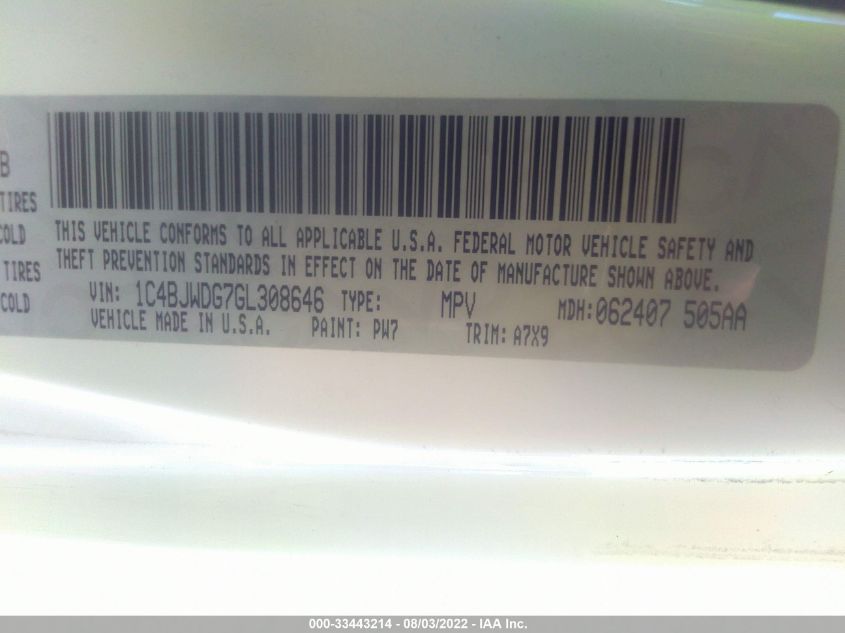 B
TIRES
COLD
TIRES
COLD
THIS VEHICLE CONFORMS TO ALL APPLICABLE U.S.A. FEDERAL MOTOR VEHICLE SAFETY AND
THEFT PREVENTION STANDARDS IN EFFECT ON THE DATE OF MANUFACTURE SHOWN ABOVE.
VIN: 1C4BJWDG7GL308646 TYPE: MPV MDH:062407 505AA
VEHICLE MADE IN U.S.A. PAINT: PW7 TRIM: A7X9
000-33443214 - 08/03/2022 - IAA Inc.